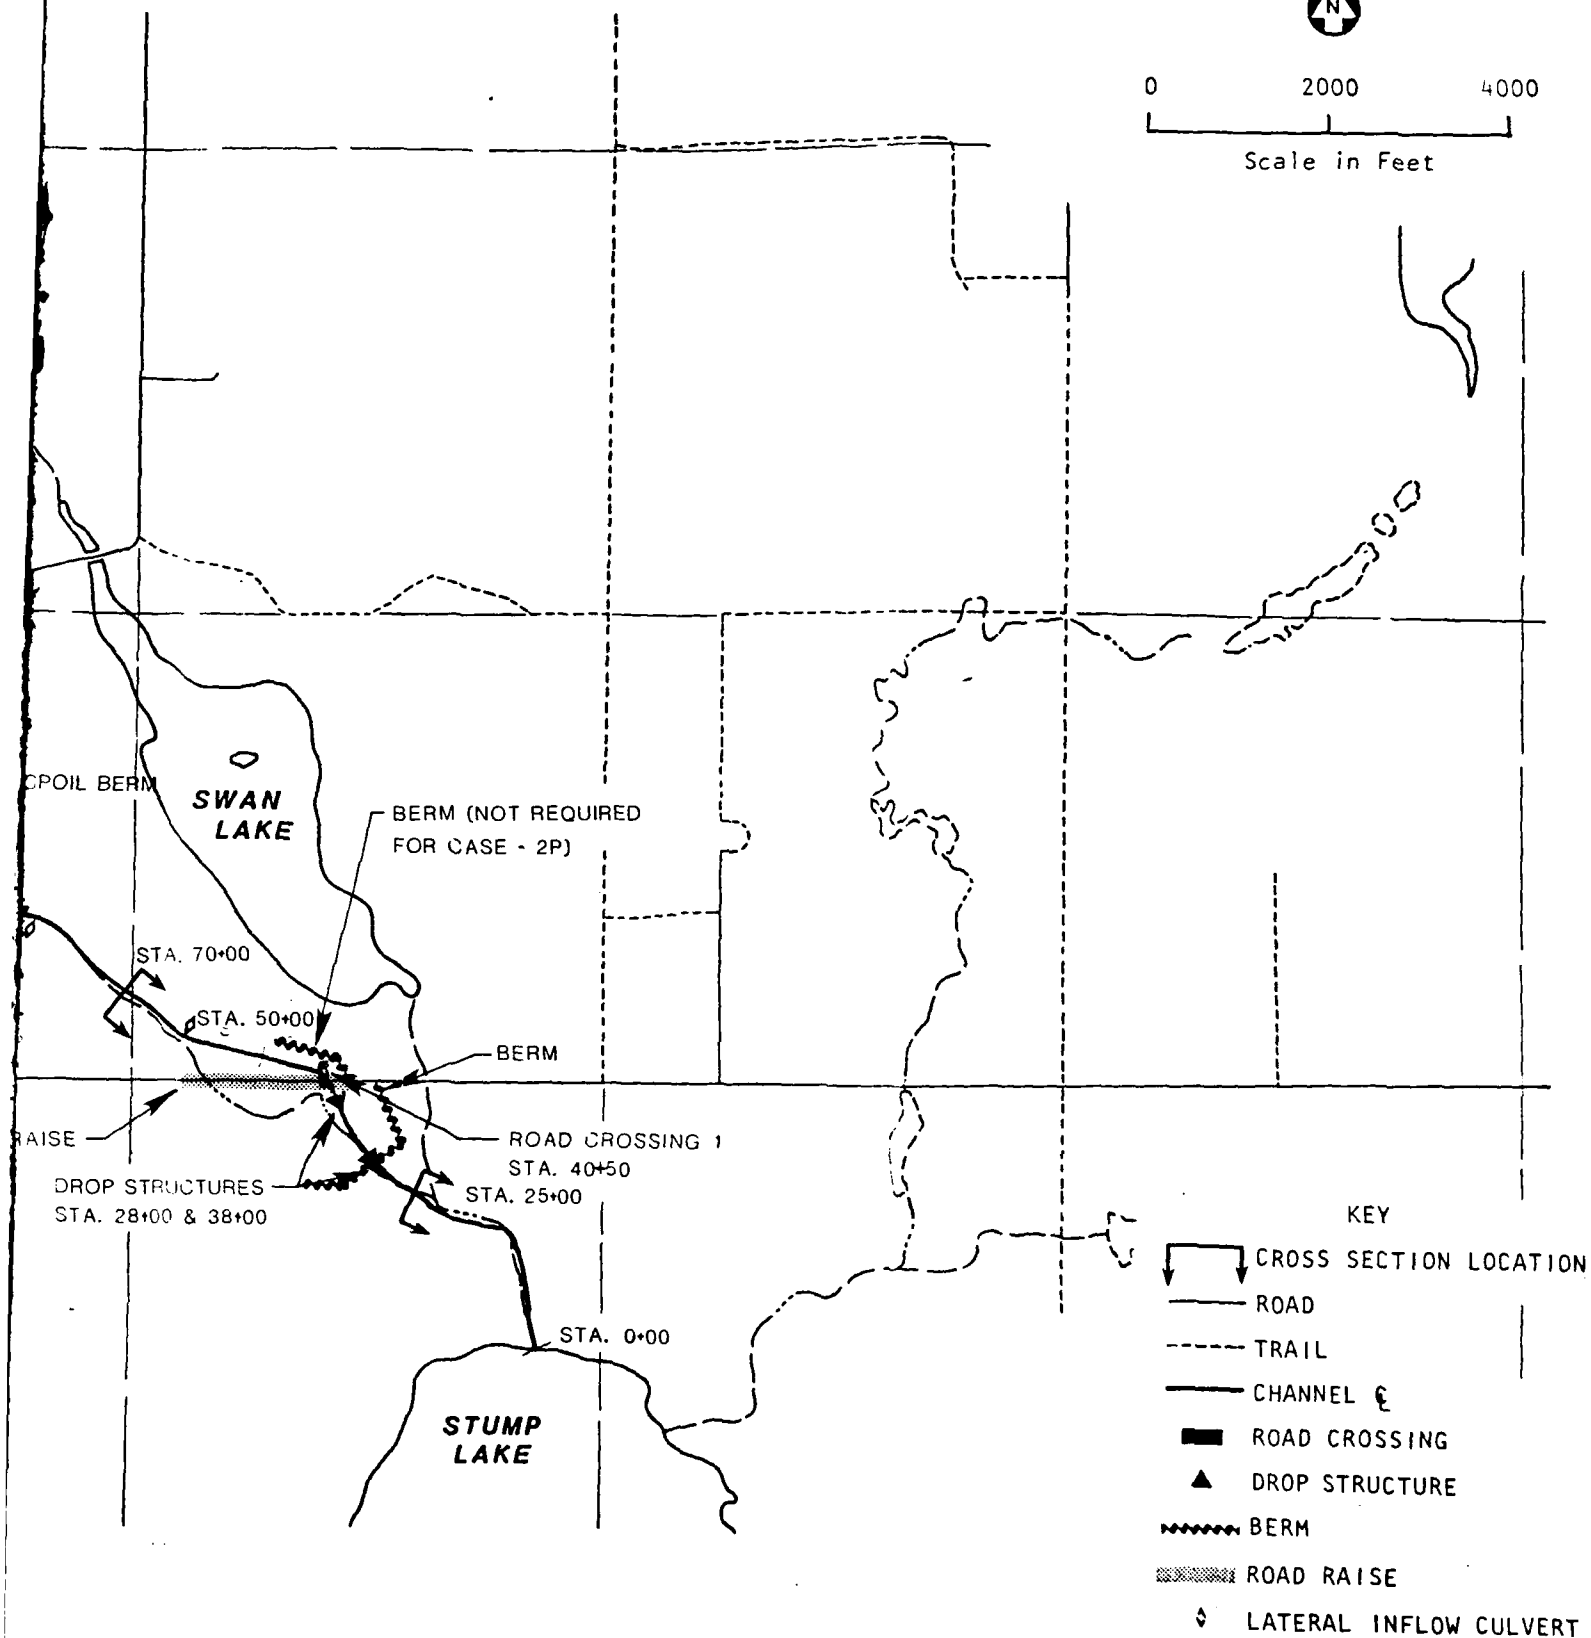 N
0 2000 4000
Scale in Feet
SPOIL BERM
SWAN
LAKE
BERM (NOT REQUIRED
FOR CASE - 2P)
STA. 70+00
STA. 50+00
BERM
RAISE
ROAD CROSSING 1
STA. 40+50
DROP STRUCTURES
STA. 28+00 & 38+00
STA. 25+00
STA. 0+00
STUMP
LAKE
KEY
CROSS SECTION LOCATION
ROAD
TRAIL
CHANNEL ℄
ROAD CROSSING
DROP STRUCTURE
BERM
ROAD RAISE
LATERAL INFLOW CULVERT